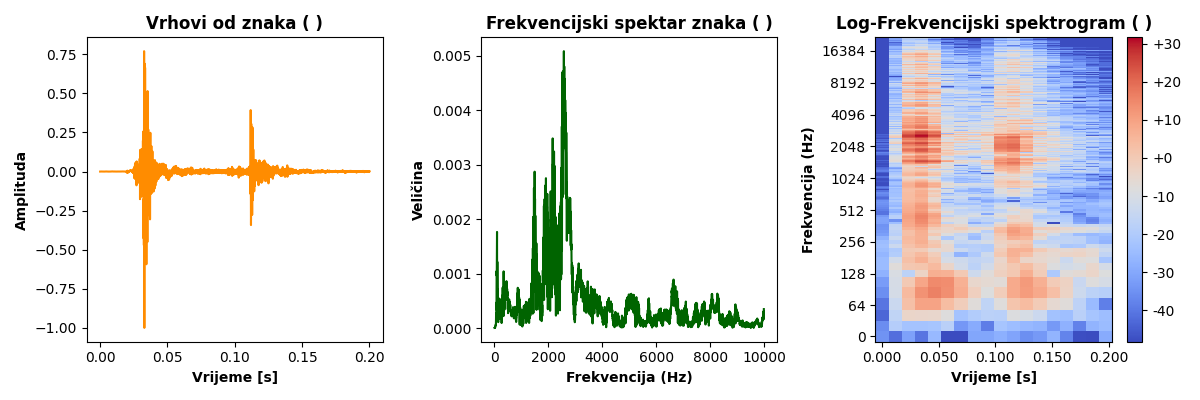 Vrhovi od znaka ( )
0.75
0.50
0.25
0.00
−0.25
−0.50
−0.75
−1.00
Amplituda
0.00 0.05 0.10 0.15 0.20
Vrijeme [s]
Frekvencijski spektar znaka ( )
0.005
0.004
0.003
0.002
0.001
0.000
Veličina
0 2000 4000 6000 8000 10000
Frekvencija (Hz)
Log-Frekvencijski spektrogram ( )
16384
8192
4096
2048
1024
512
256
128
64
0
Frekvencija (Hz)
0.000 0.050 0.100 0.150 0.200
Vrijeme [s]
+30
+20
+10
+0
-10
-20
-30
-40